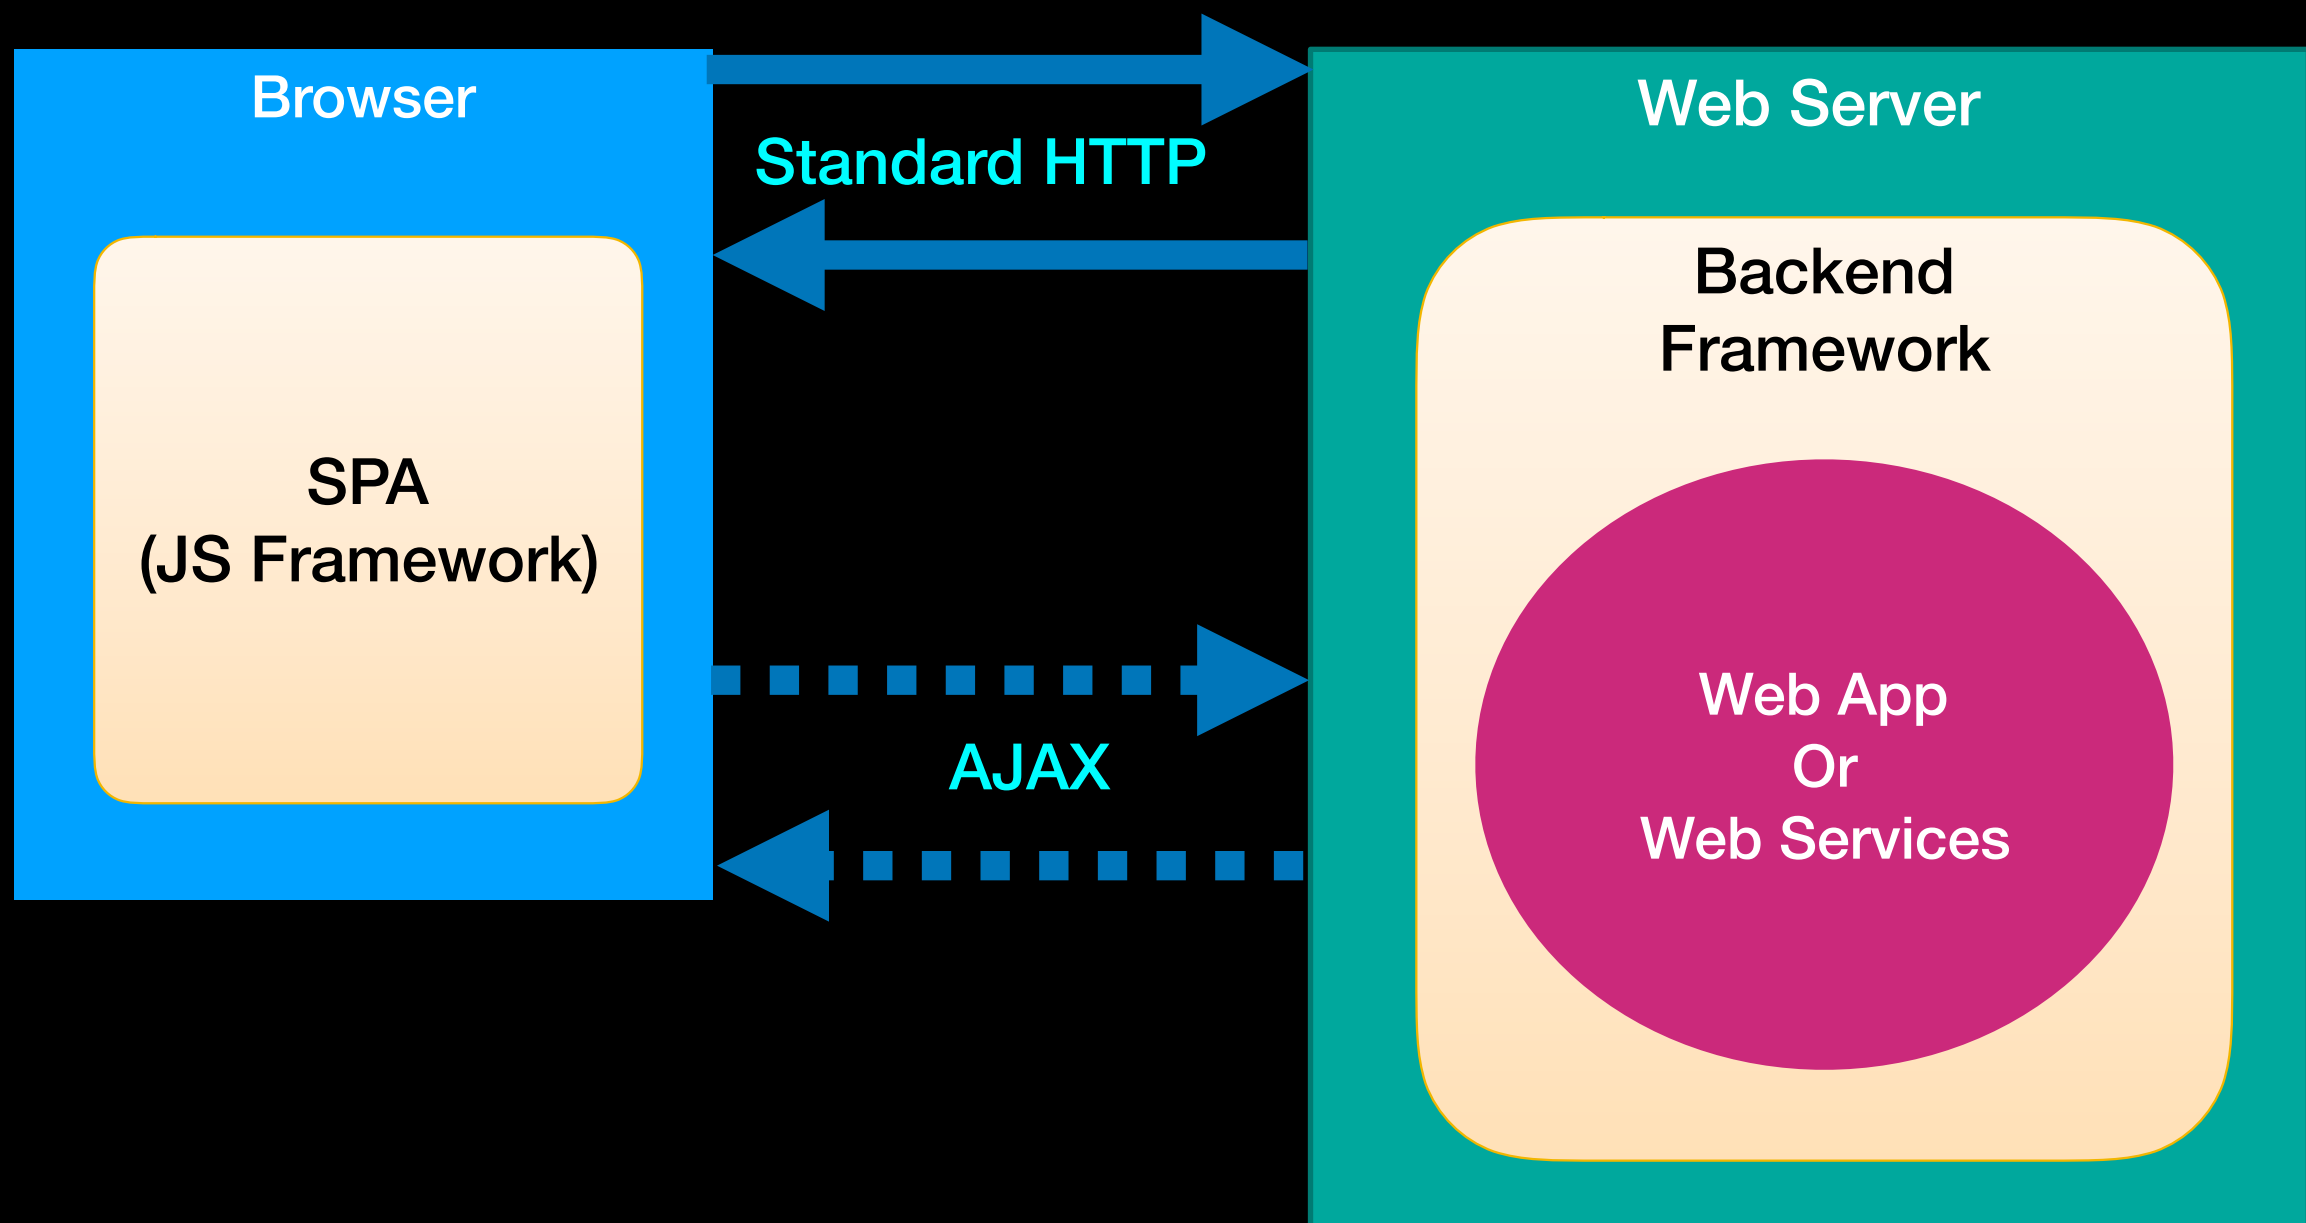 Browser
SPA
(JS Framework)
Standard HTTP
AJAX
Web Server
Backend
Framework
Web App
Or
Web Services